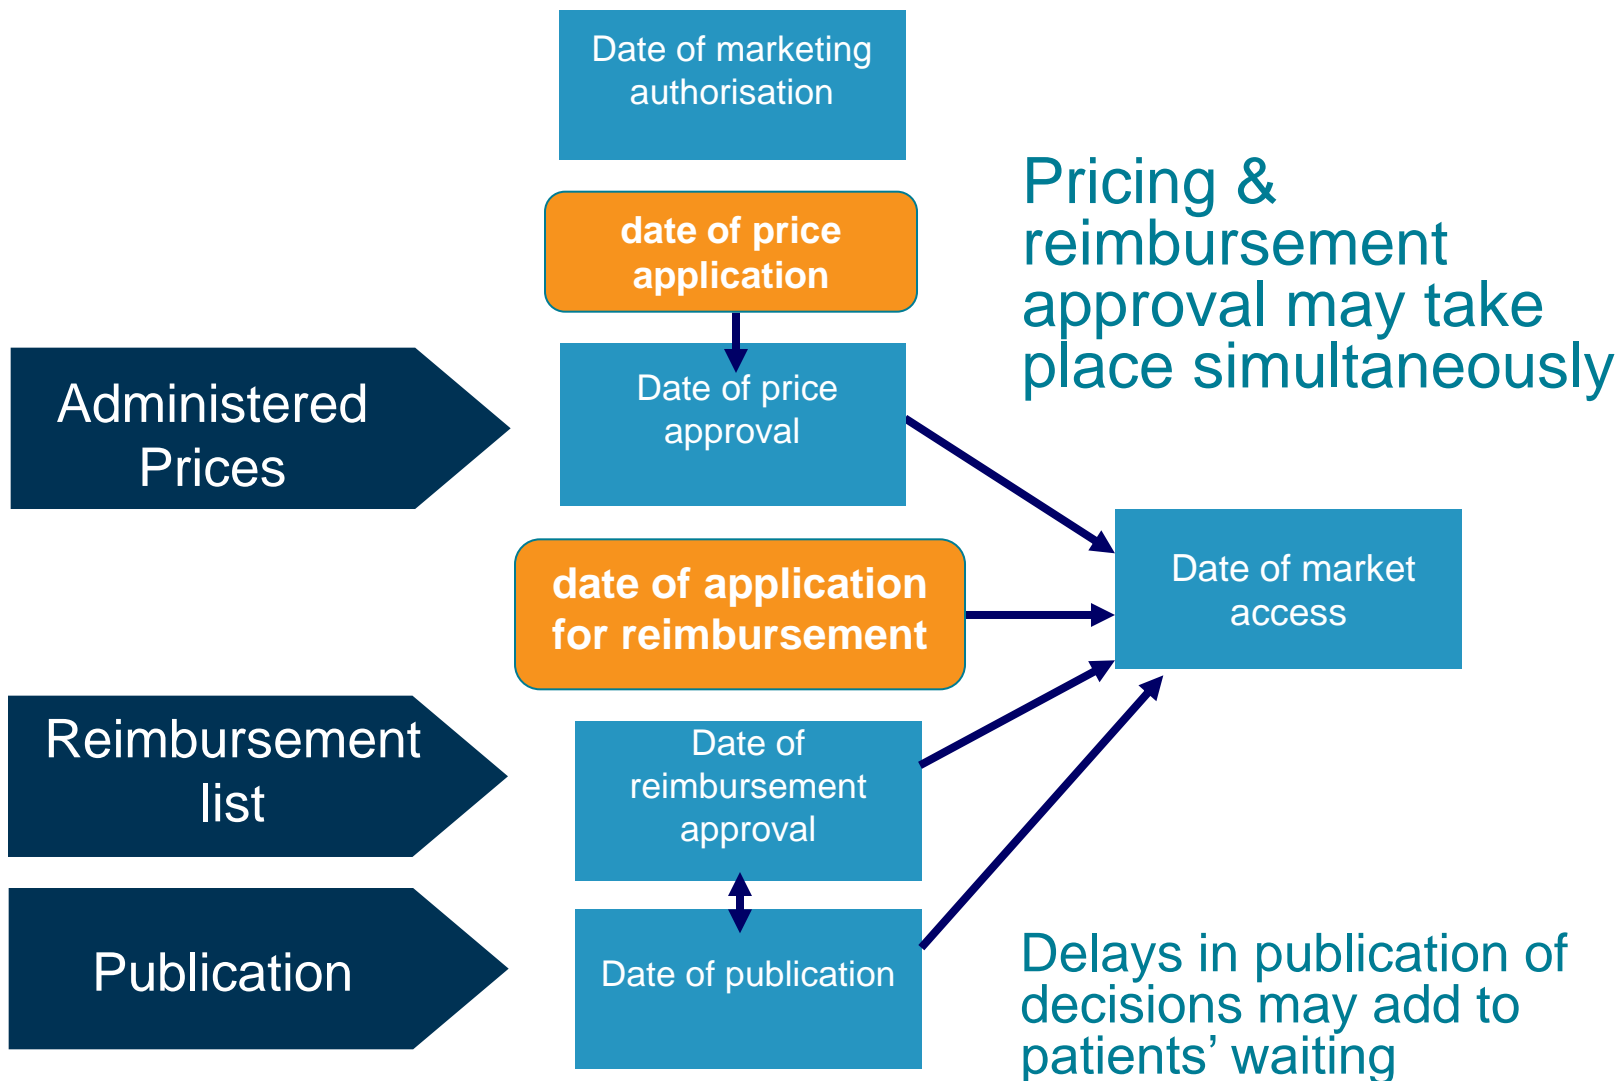 Date of marketing
authorisation
date of price
application
Pricing &
reimbursement
approval may take
place simultaneously
Administered
Prices
Date of price
approval
date of application
for reimbursement
Date of market
access
Reimbursement
list
Date of
reimbursement
approval
Publication
Date of publication
Delays in publication of
decisions may add to
patients’ waiting